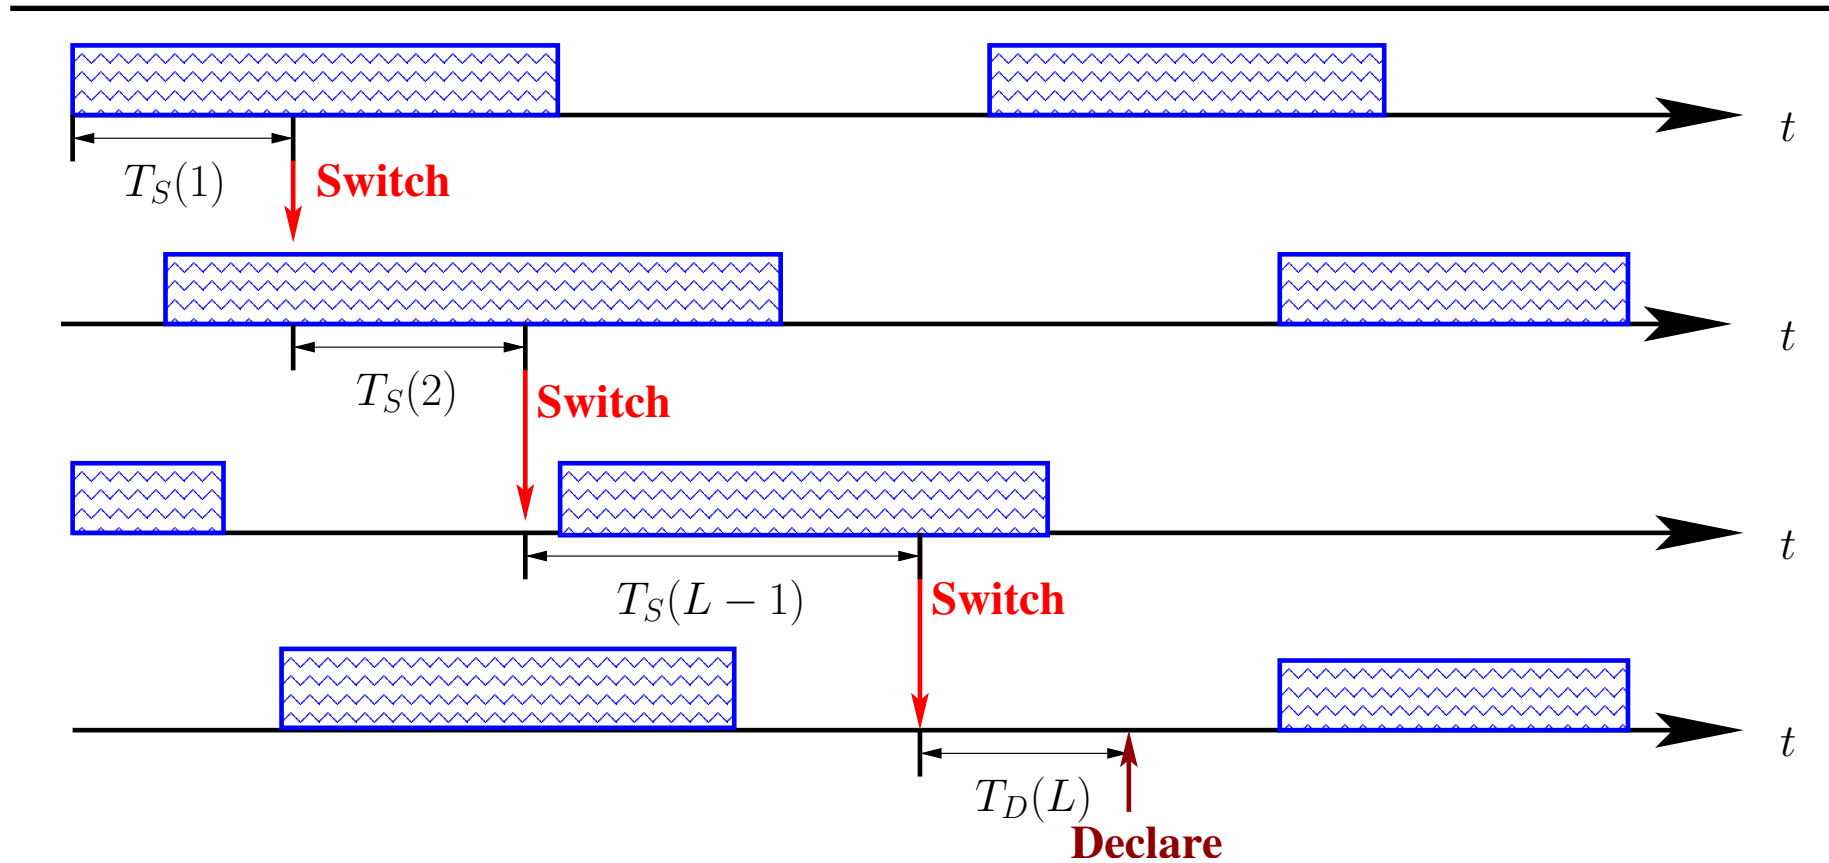 t
T_S(1) Switch
t
T_S(2) Switch
t
T_S(L − 1) Switch
t
T_D(L)
Declare